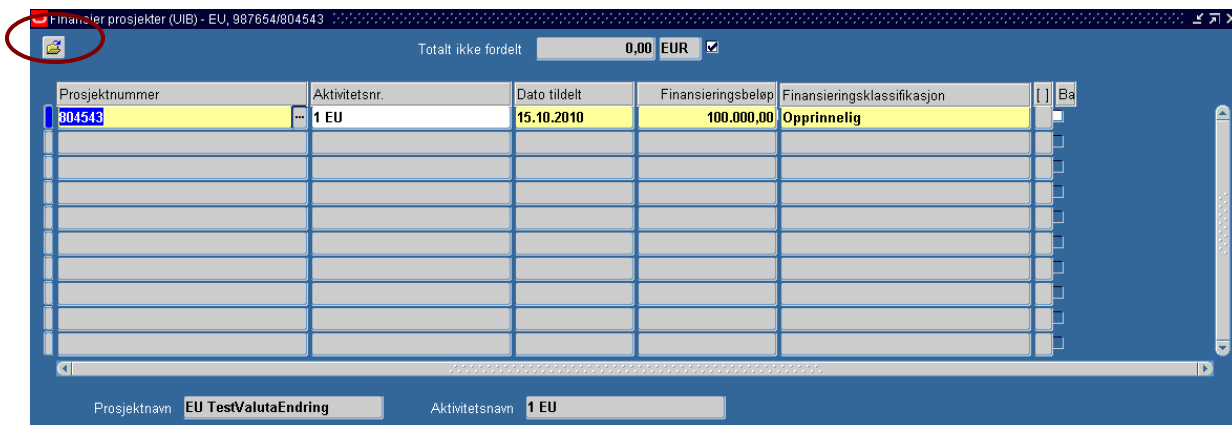 Finansier prosjekter (UIB) - EU, 987654/804543
Totalt ikke fordelt 0,00 EUR
Prosjektnummer Aktivitetsnr. Dato tildelt Finansieringsbeløp Finansieringsklassifikasjon [ ] Ba
804543 ... 1 EU 15.10.2010 100.000,00 Opprinnelig
Prosjektnavn EU TestValutaEndring Aktivitetsnavn 1 EU